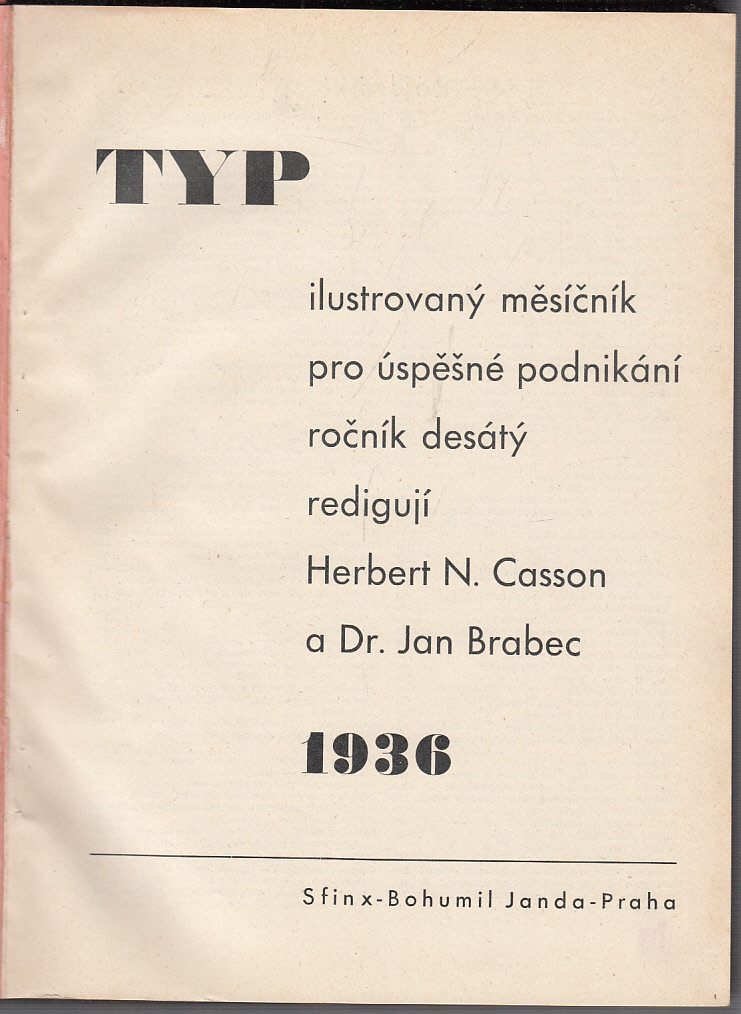 TYP
ilustrovaný měsíčník
pro úspěšné podnikání
ročník desátý
redigují
Herbert N. Casson
a Dr. Jan Brabec
1936
Sfinx-Bohumil Janda-Praha